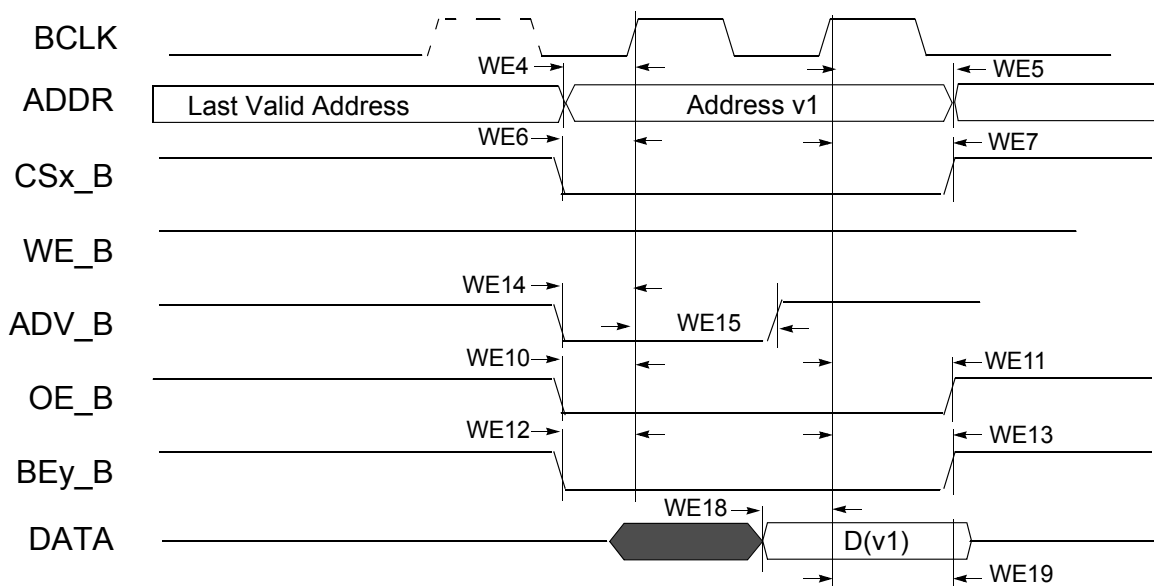 BCLK
WE4
WE5
ADDR
Last Valid Address
Address v1
WE6
WE7
CSx_B
WE_B
WE14
ADV_B
WE15
WE10
WE11
OE_B
WE12
WE13
BEy_B
WE18
DATA
D(v1)
WE19